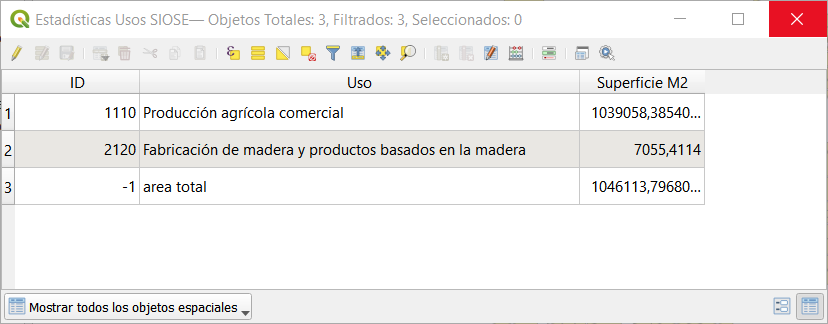 Estadísticas Usos SIOSE— Objetos Totales: 3, Filtrados: 3, Seleccionados: 0
ID Uso Superficie M2
1 1110 Producción agrícola comercial 1039058,38540...
2 2120 Fabricación de madera y productos basados en la madera 7055,4114
3 -1 area total 1046113,79680...
Mostrar todos los objetos espaciales